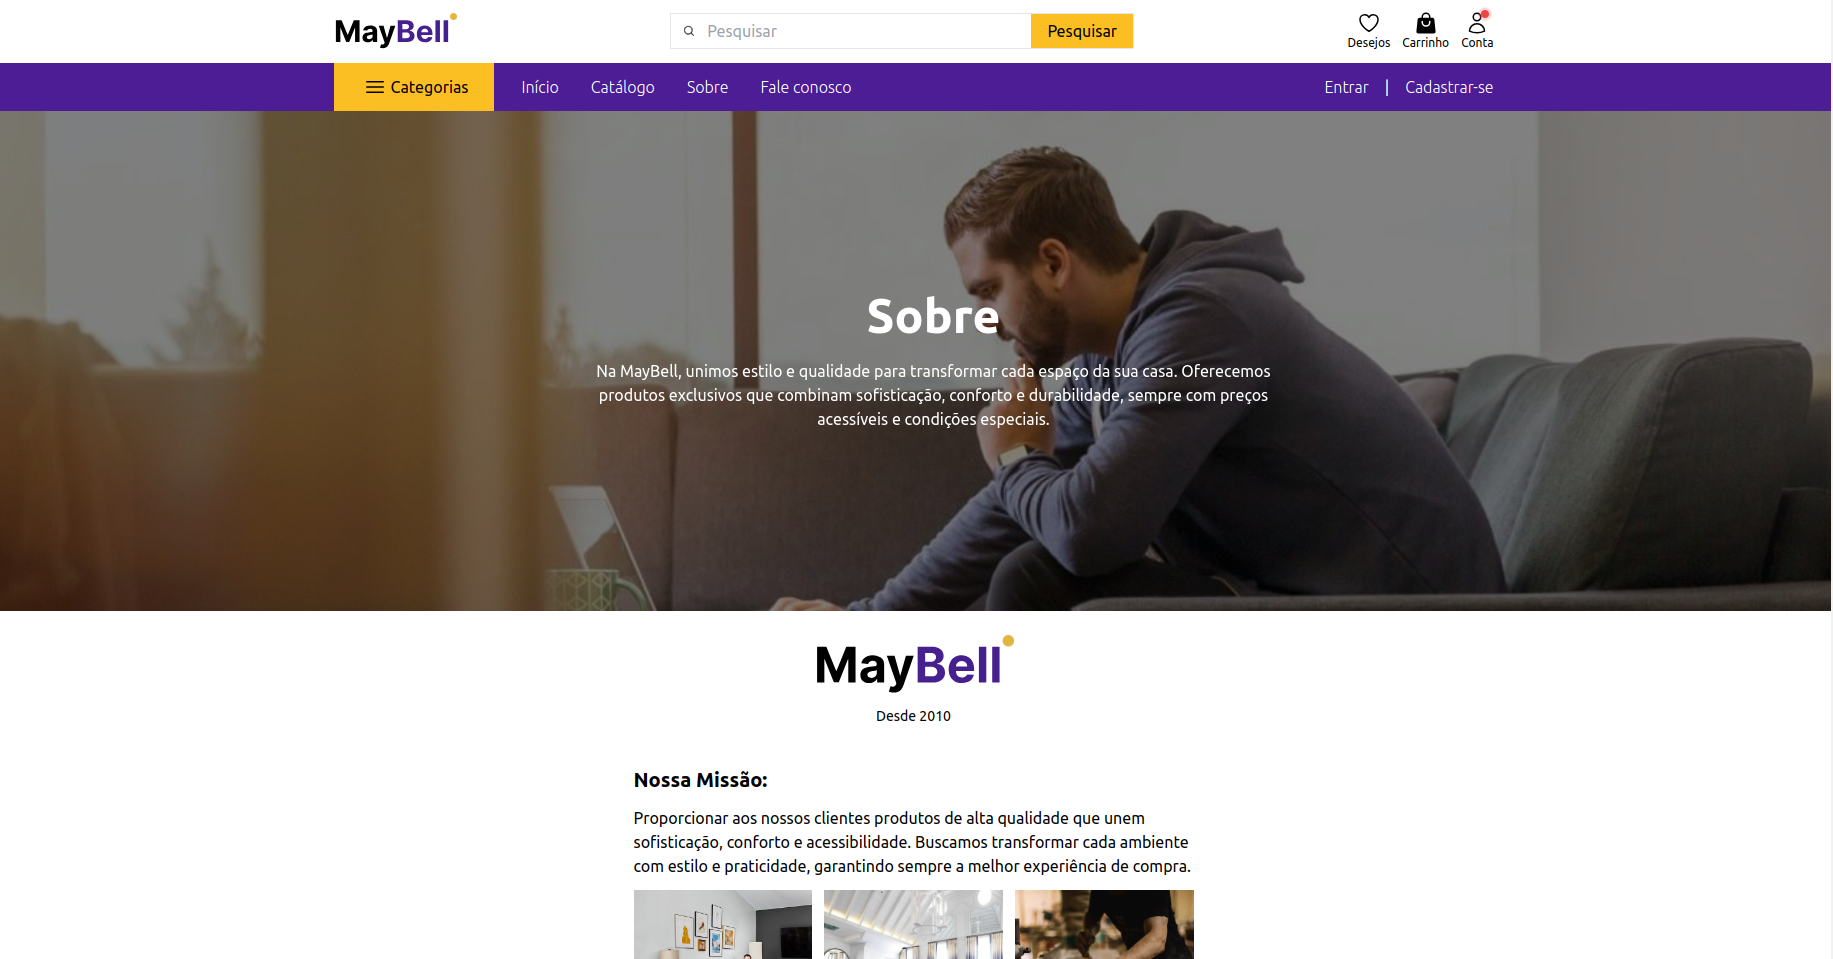 MayBell
Pesquisar
Pesquisar
Desejos
Carrinho
Conta
Categorias
Início
Catálogo
Sobre
Fale conosco
Entrar | Cadastrar-se
Sobre
Na MayBell, unimos estilo e qualidade para transformar cada espaço da sua casa. Oferecemos
produtos exclusivos que combinam sofisticação, conforto e durabilidade, sempre com preços
acessíveis e condições especiais.
MayBell
Desde 2010
Nossa Missão:
Proporcionar aos nossos clientes produtos de alta qualidade que unem
sofisticação, conforto e acessibilidade. Buscamos transformar cada ambiente
com estilo e praticidade, garantindo sempre a melhor experiência de compra.